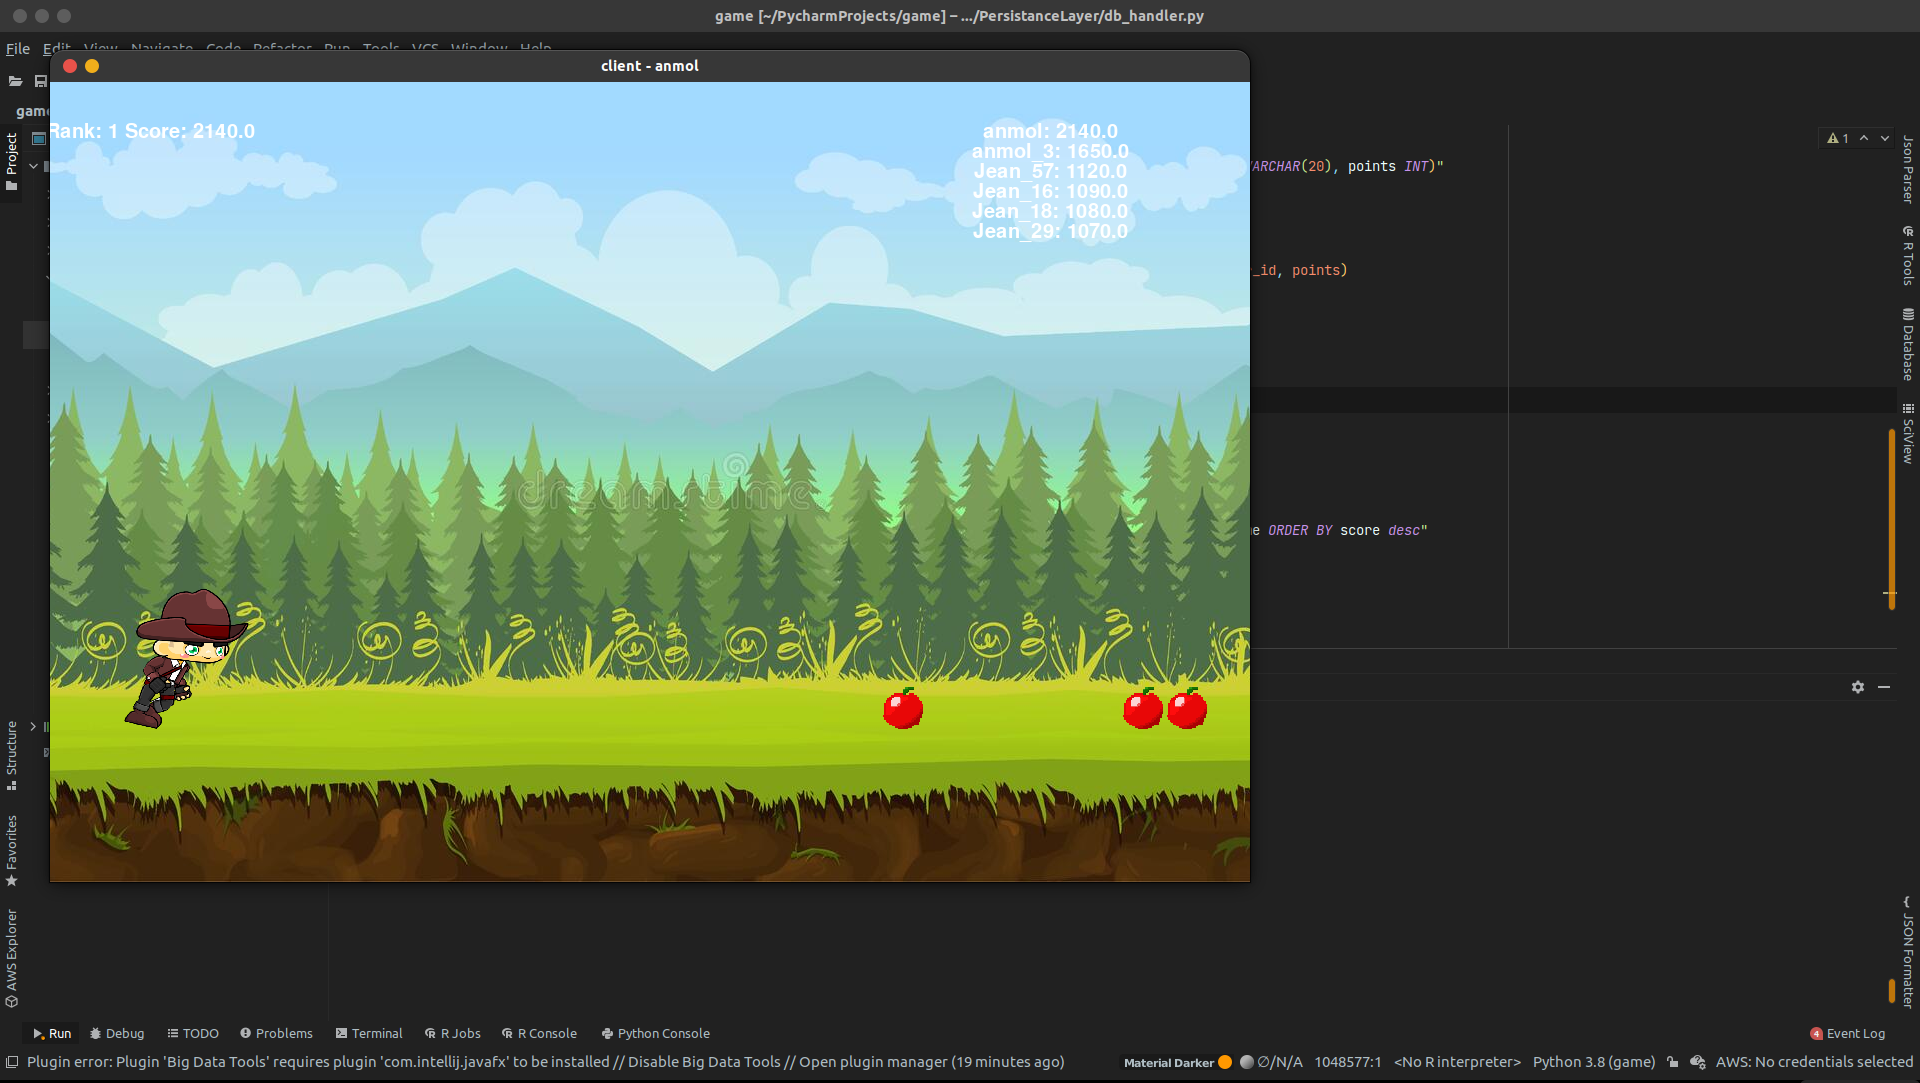 game [~/PycharmProjects/game] – .../PersistanceLayer/db_handler.py
File Edit View Navigate Code Refactor Run Tools VCS Window Help
client - anmol
Rank: 1 Score: 2140.0
anmol: 2140.0
anmol_3: 1650.0
Jean_57: 1120.0
Jean_16: 1090.0
Jean_18: 1080.0
Jean_29: 1070.0
dreamstime
Project
Structure
Favorites
AWS Explorer
1
VARCHAR(20), points INT)"
_id, points)
ORDER BY score desc"
Json Parser
R Tools
Database
SciView
JSON Formatter
Run Debug TODO Problems Terminal R Jobs R Console Python Console
4 Event Log
Plugin error: Plugin 'Big Data Tools' requires plugin 'com.intellij.javafx' to be installed // Disable Big Data Tools // Open plugin manager (19 minutes ago)
Material Darker ∅/N/A 1048577:1 <No R interpreter> Python 3.8 (game) AWS: No credentials selected